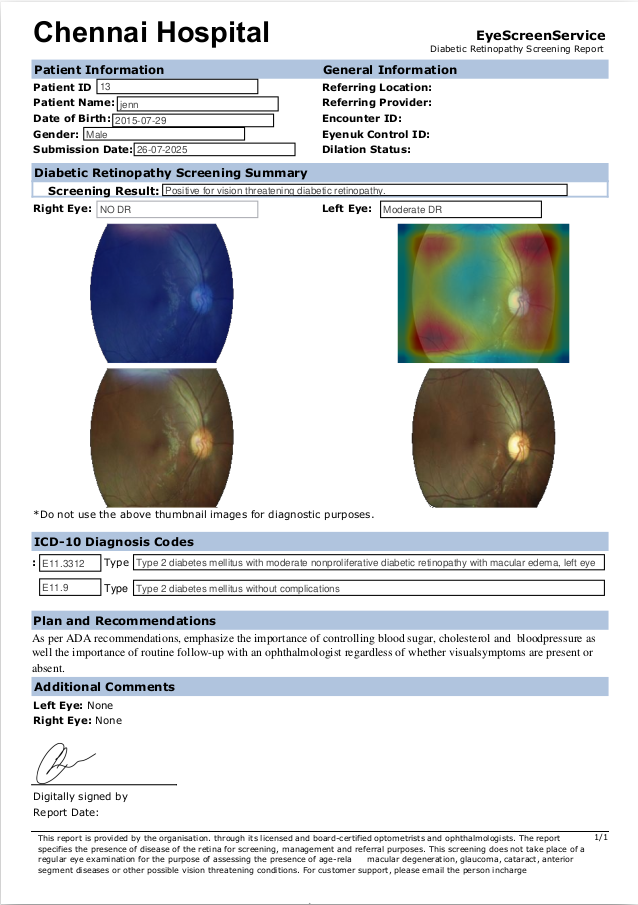 Chennai Hospital
EyeScreenService
Diabetic Retinopathy Screening Report
Patient Information
General Information
Patient ID 13
Referring Location:
Patient Name: jenn
Referring Provider:
Date of Birth: 2015-07-29
Encounter ID:
Gender: Male
Eyenuk Control ID:
Submission Date: 26-07-2025
Dilation Status:
Diabetic Retinopathy Screening Summary
Screening Result: Positive for vision threatening diabetic retinopathy.
Right Eye: NO DR
Left Eye: Moderate DR
*Do not use the above thumbnail images for diagnostic purposes.
ICD-10 Diagnosis Codes
: E11.3312 Type Type 2 diabetes mellitus with moderate nonproliferative diabetic retinopathy with macular edema, left eye
E11.9 Type Type 2 diabetes mellitus without complications
Plan and Recommendations
As per ADA recommendations, emphasize the importance of controlling blood sugar, cholesterol and bloodpressure as
well the importance of routine follow-up with an ophthalmologist regardless of whether visualsymptoms are present or
absent.
Additional Comments
Left Eye: None
Right Eye: None
Digitally signed by
Report Date:
This report is provided by the organisation. through its licensed and board-certified optometrists and ophthalmologists. The report
1/1
specifies the presence of disease of the retina for screening, management and referral purposes. This screening does not take place of a
regular eye examination for the purpose of assessing the presence of age-rela macular degeneration, glaucoma, cataract, anterior
segment diseases or other possible vision threatening conditions. For customer support, please email the person incharge